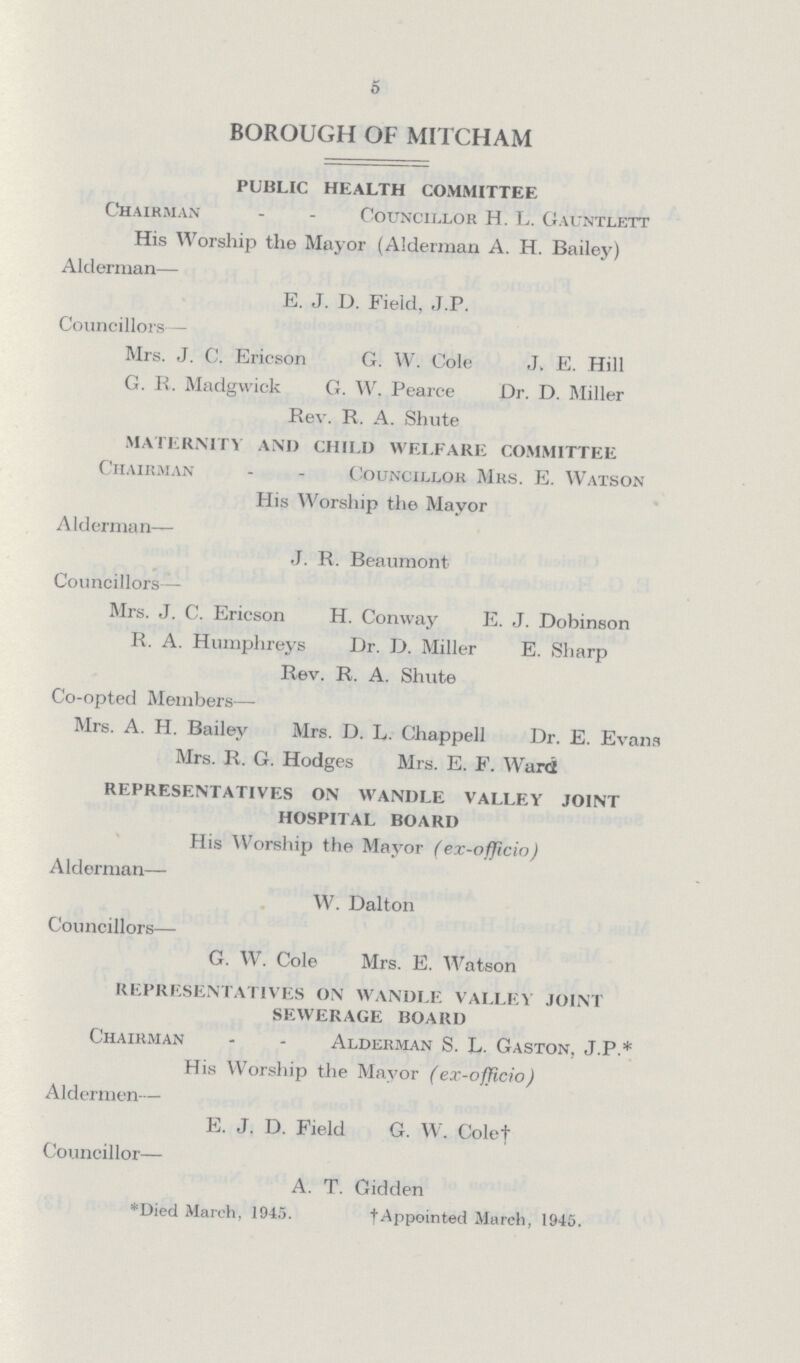 5
BOROUGH OF MITCHAM
PUBLIC HEALTH COMMITTEE
CHAIRMAN - - COUNCILLOR H. L. GAUNTLETT
His Worship the Mayor (Alderman A. H. Bailey)
Alderman—
E. J. D. Field, J.P.
Councillors—
Mrs. J. C. Ericson G. W. Cole J. E. Hill
G. R. Madgwick G. W. Pearce Dr. D. Miller
Rev. R. A. Shute
MATERNITY AND CHILD WELFARE COMMITTEE
CHAIRMAN - - COUNCILLOR MRS. E. WATSON
His Worship the Mayor
Alderman—
J. R. Beaumont
Councillors—
Mrs. J. C. Ericson H. Conway E. J. Dobinson
R. A. Humphreys Dr. D. Miller E. Sharp
Rev. R. A. Shute
Co-opted Members—
Mrs. A. H. Bailey Mrs. D. L. Chappell Dr. E. Evans
Mrs. R. G. Hodges Mrs. E. F. Ward
REPRESENTATIVES ON WANDLE VALLEY JOINT
HOSPITAL BOARD
His Worship the Mayor (ex-officio)
Alderman—
W. Dalton
Councillors—
G. W. Cole Mrs. E. Watson
REPRESENTATIVES ON WANDLE VALLEY JOINT
SEWERAGE BOARD
CHAIRMAN - - ALDERMAN S. L. GASTON, J.P.*
His Worship the Mayor (ex-officio)
Aldermen—
E. J. D. Field G. W. Cole†
Councillor—
A. T. Gidden
*Died March, 1945. †Appointed March, 1945.